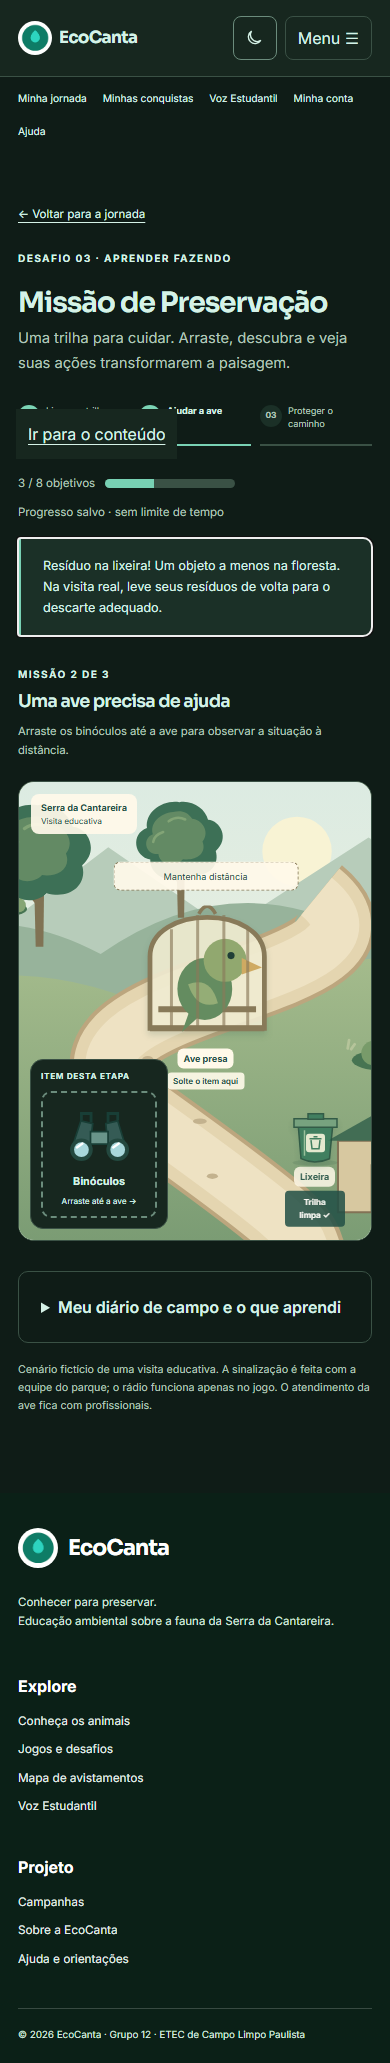 EcoCanta
Menu ☰
Minha jornada Minhas conquistas Voz Estudantil Minha conta
Ajuda
← Voltar para a jornada
DESAFIO 03 · APRENDER FAZENDO
Missão de Preservação
Uma trilha para cuidar. Arraste, descubra e veja
suas ações transformarem a paisagem.
Ajudar a ave
03 Proteger o
caminho
Ir para o conteúdo
3 / 8 objetivos
Progresso salvo · sem limite de tempo
Resíduo na lixeira! Um objeto a menos na floresta.
Na visita real, leve seus resíduos de volta para o
descarte adequado.
MISSÃO 2 DE 3
Uma ave precisa de ajuda
Arraste os binóculos até a ave para observar a situação à
distância.
Serra da Cantareira
Visita educativa
Mantenha distância
Ave presa
Solte o item aqui
ITEM DESTA ETAPA
Binóculos
Arraste até a ave →
Lixeira
Trilha
limpa ✓
▶ Meu diário de campo e o que aprendi
Cenário fictício de uma visita educativa. A sinalização é feita com a
equipe do parque; o rádio funciona apenas no jogo. O atendimento da
ave fica com profissionais.
EcoCanta
Conhecer para preservar.
Educação ambiental sobre a fauna da Serra da Cantareira.
Explore
Conheça os animais
Jogos e desafios
Mapa de avistamentos
Voz Estudantil
Projeto
Campanhas
Sobre a EcoCanta
Ajuda e orientações
© 2026 EcoCanta · Grupo 12 · ETEC de Campo Limpo Paulista